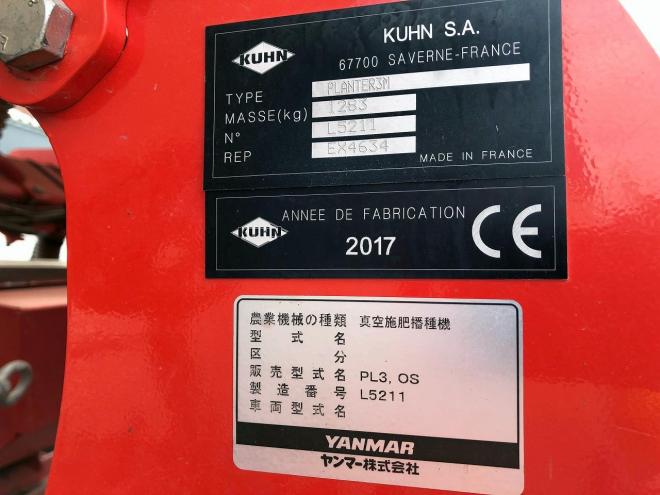 KUHN
KUHN S.A.
67700 SAVERNE-FRANCE
TYPE PLANTER3M
MASSE(kg) 1283
N° L5211
REP EX4634
MADE IN FRANCE
KUHN
ANNEE DE FABRICATION
2017
CE
農業機械の種類 真空施肥播種機
型式名
区分
販売型式名 PL3, OS
製造番号 L5211
車両型式名
YANMAR
ヤンマー株式会社